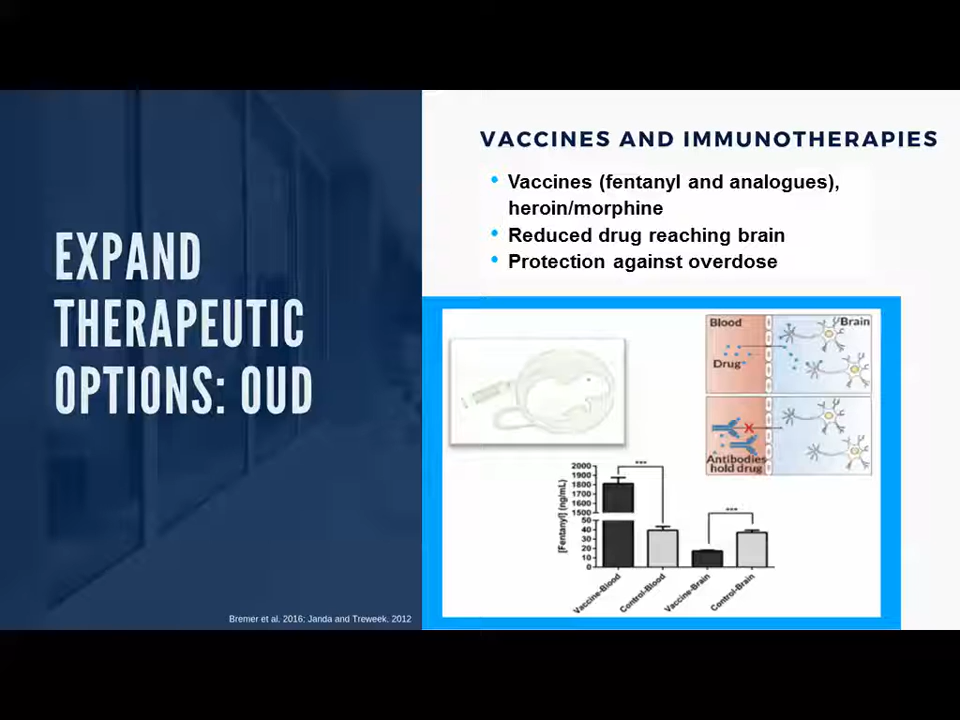 EXPAND
THERAPEUTIC
OPTIONS: OUD
Bremer et al. 2016; Janda and Treweek. 2012
VACCINES AND IMMUNOTHERAPIES
• Vaccines (fentanyl and analogues),
heroin/morphine
• Reduced drug reaching brain
• Protection against overdose
Blood
Brain
Drug
Antibodies
hold drug
[Fentanyl] (ng/mL)
2000
1900
1800
1700
1600
1500
50
40
30
20
10
0
***
***
Vaccine-Blood
Control-Blood
Vaccine-Brain
Control-Brain